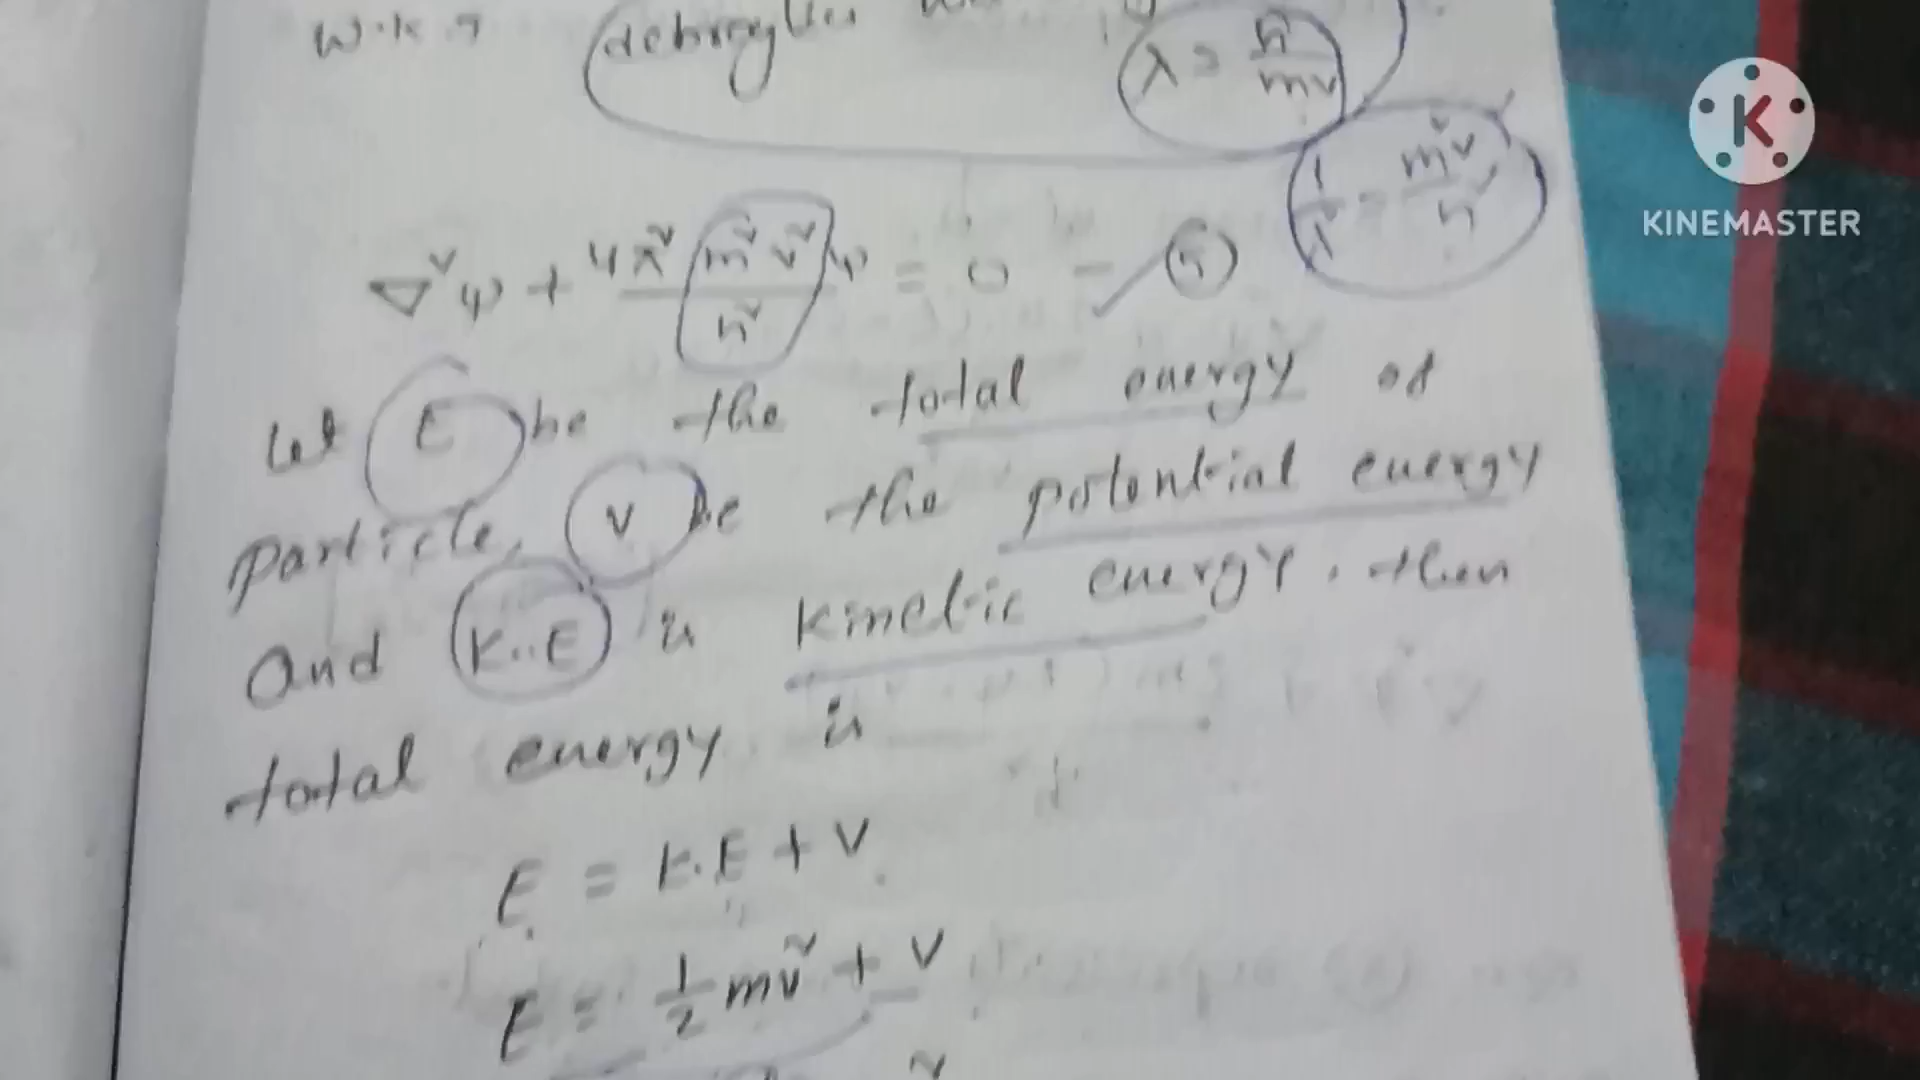 W.K.T debroglies λ = h/mv
1/λ² = m²v²/h²
∇²ψ + 4π² m²v²/h² ψ = 0 — (5)
Let E be the total energy of
particle, V be the potential energy
And K.E is kinetic energy. then
total energy is
E = K.E + V
E = 1/2 mv² + V
K
KINEMASTER